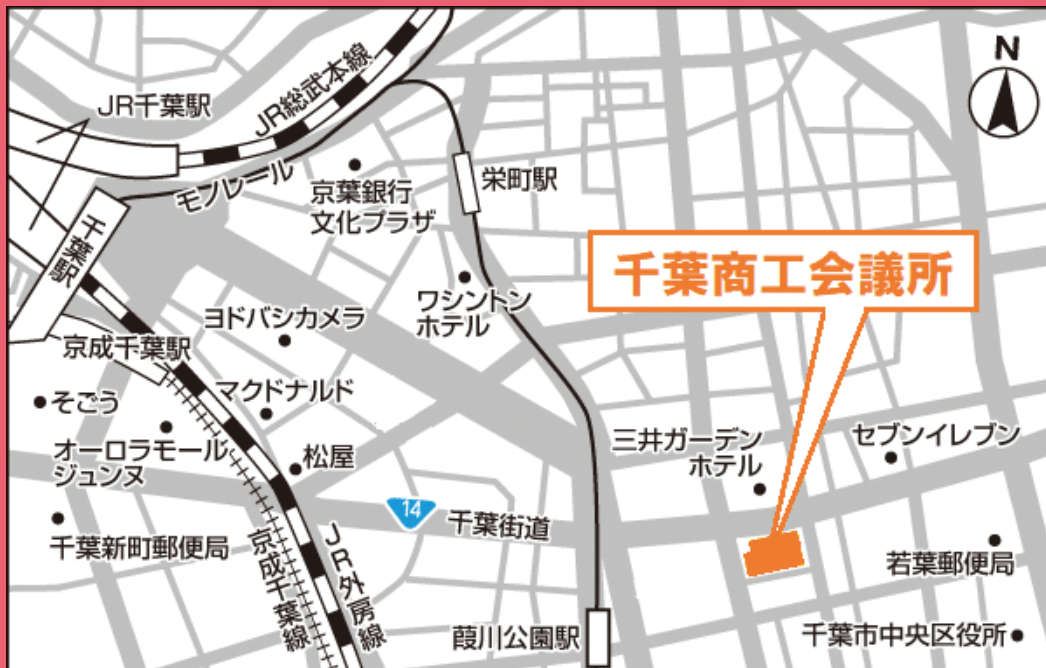 N
JR千葉駅
JR総武本線
モノレール
京葉銀行
文化プラザ
栄町駅
千葉駅
千葉商工会議所
ワシントン
ホテル
ヨドバシカメラ
京成千葉駅
マクドナルド
そごう
オーロラモール
ジュンヌ
松屋
三井ガーデン
ホテル
セブンイレブン
14
千葉街道
千葉新町郵便局
京成千葉線
JR外房線
若葉郵便局
葭川公園駅
千葉市中央区役所